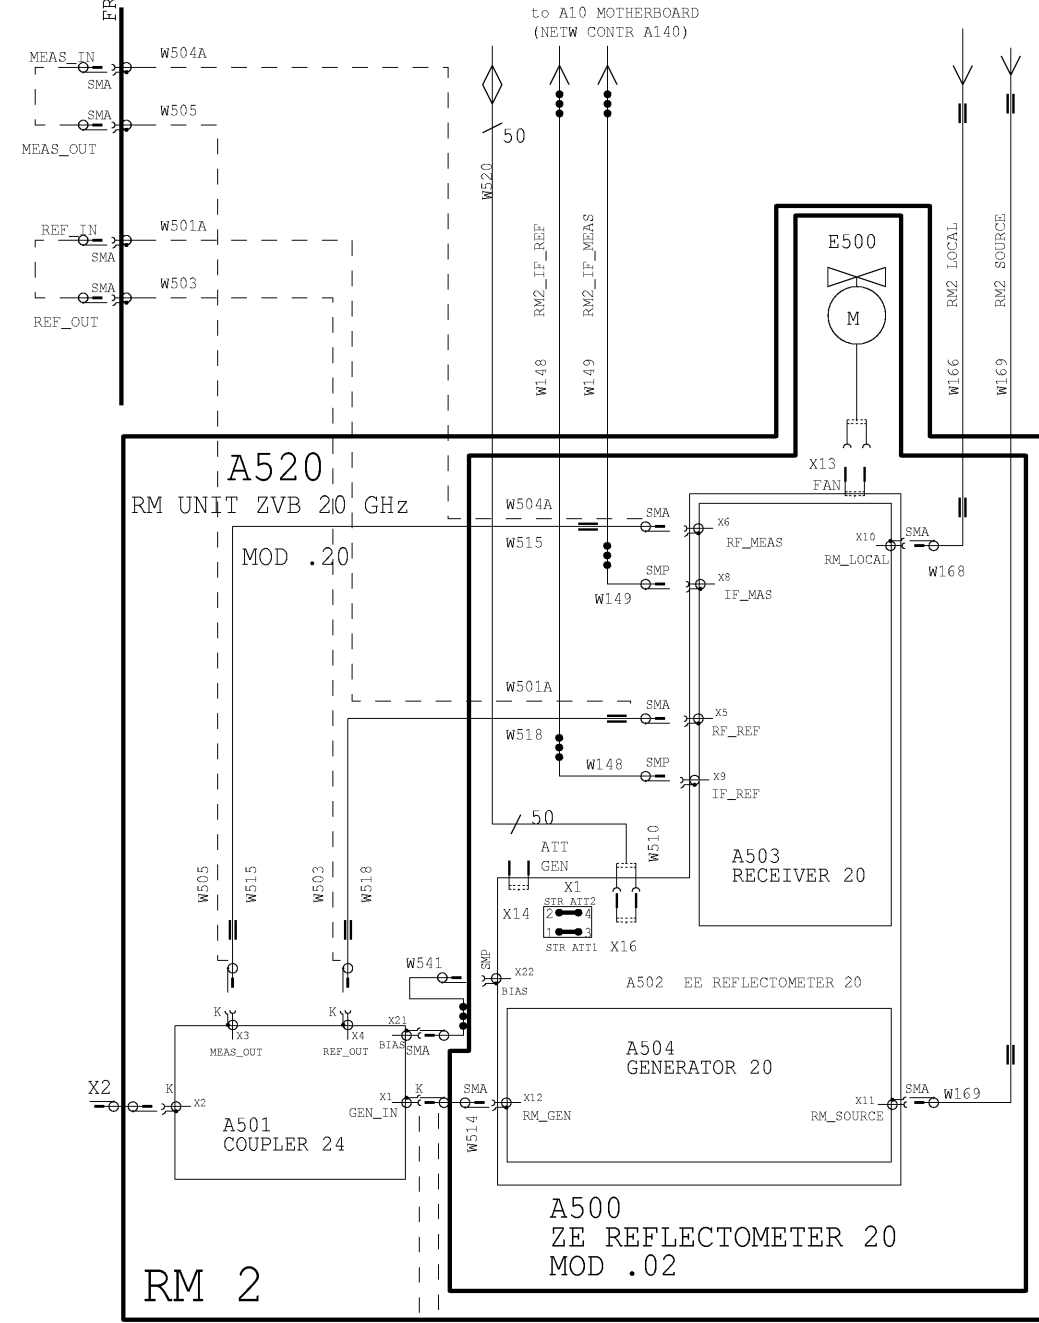 to A10 MOTHERBOARD
(NETW CONTR A140)
FR
MEAS_IN
W504A
SMA
SMA
W505
MEAS_OUT
50
W520
REF_IN
W501A
SMA
SMA
W503
REF_OUT
RM2_IF_REF
RM2_IF_MEAS
W148
W149
E500
M
RM2 LOCAL
RM2 SOURCE
W166
W169
X13
FAN
A520
RM UNIT ZVB 20 GHz
MOD .20
W504A
SMA
X6
RF_MEAS
W515
SMP
X8
IF_MAS
W149
X10
RM_LOCAL
SMA
W168
W501A
SMA
X5
RF_REF
W518
W148
SMP
X9
IF_REF
50
W510
ATT
GEN
X1
X14
STR ATT2
2 4
1 3
STR ATT1
X16
A503
RECEIVER 20
W505
W515
W503
W518
W541
SMP
X22
BIAS
A502 EE REFLECTOMETER 20
K
X3
MEAS_OUT
K
X4
REF_OUT
X21
BIAS
SMA
A504
GENERATOR 20
X2
K
X2
X1
GEN_IN
K
SMA
X12
RM_GEN
W514
X11
RM_SOURCE
SMA
W169
A501
COUPLER 24
A500
ZE REFLECTOMETER 20
MOD .02
RM 2